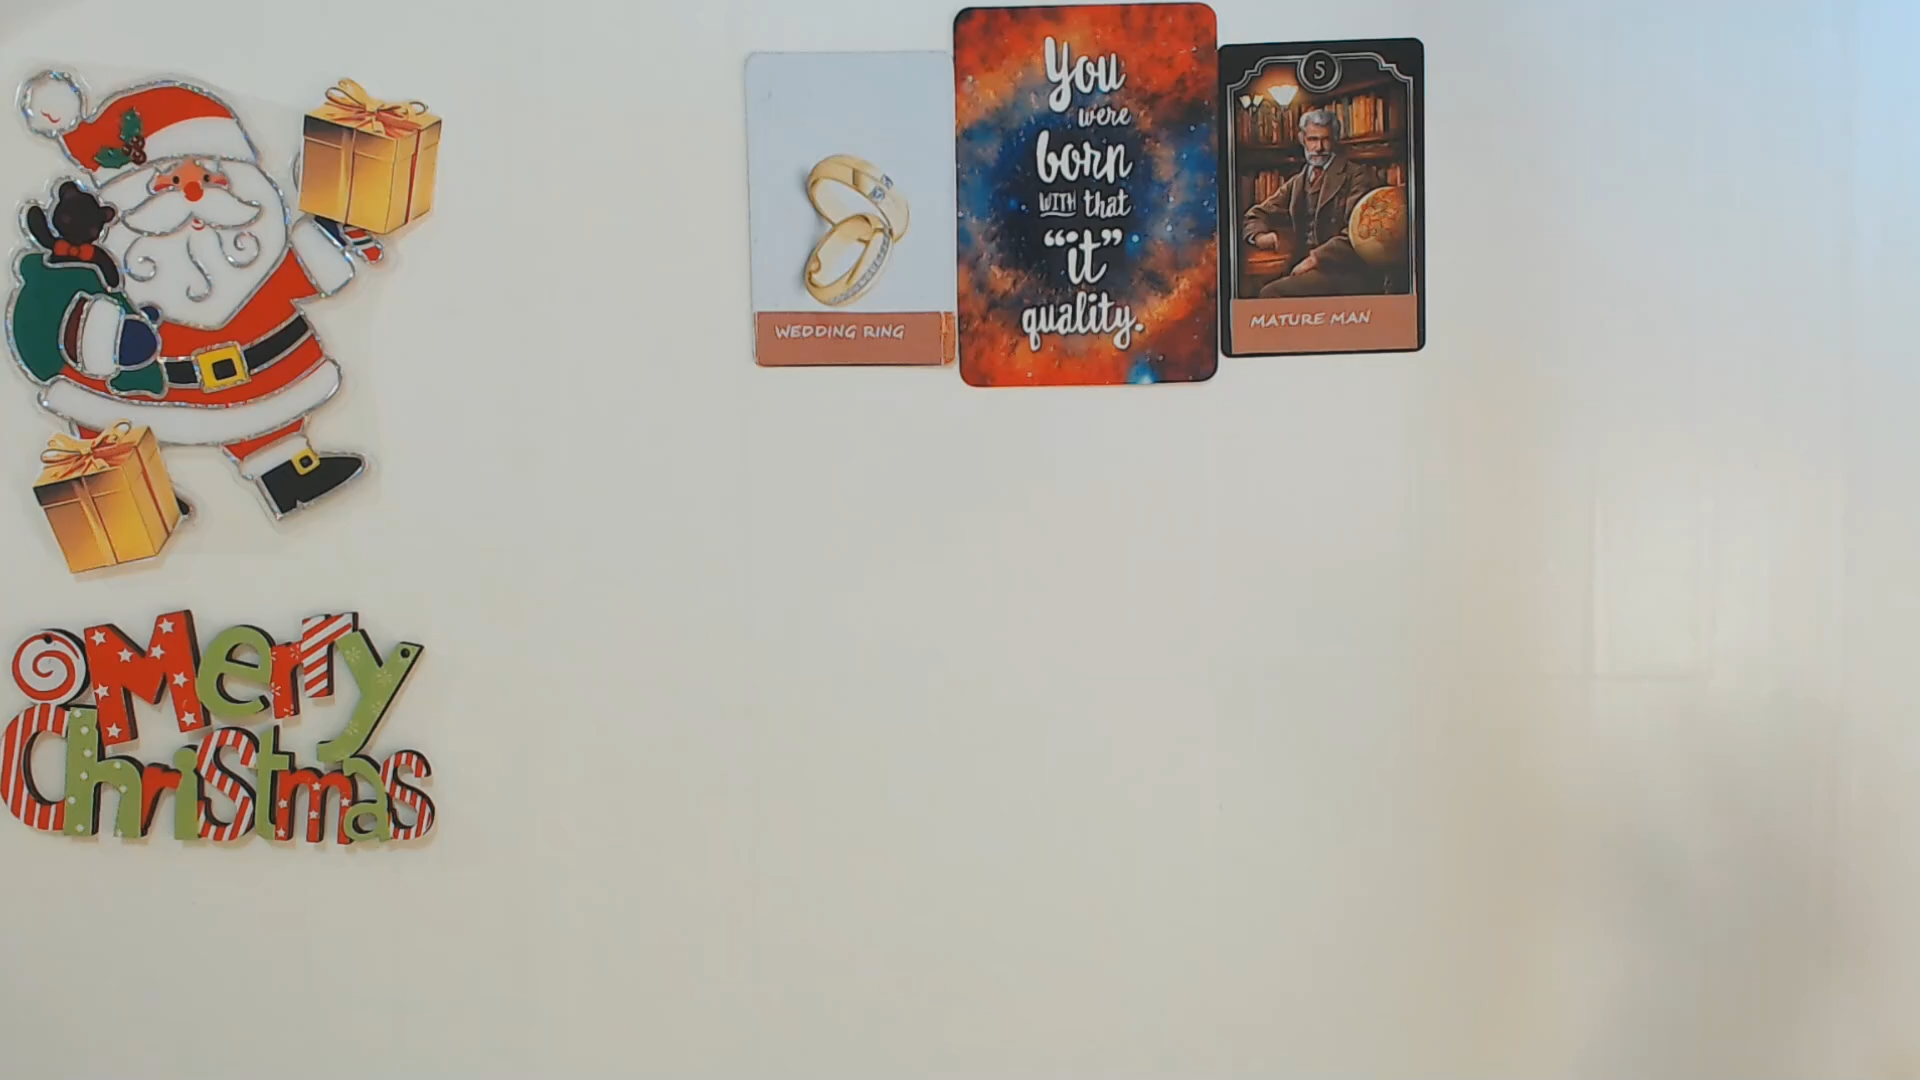 You
were
born
WITH that
“it”
quality.
WEDDING RING
5
MATURE MAN
Merry
Christmas